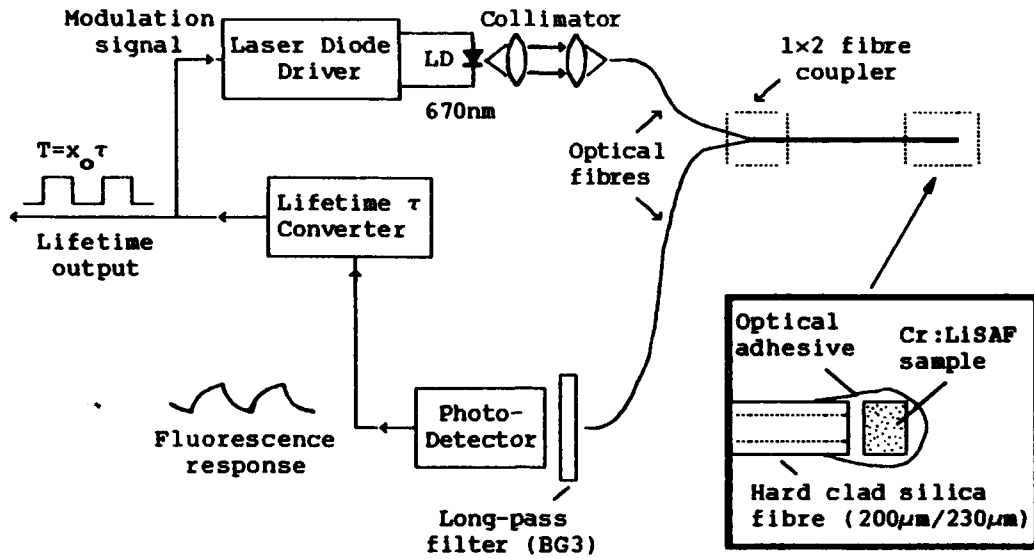 Modulation
signal
Laser Diode
Driver
LD
670nm
Collimator
1×2 fibre
coupler
Optical
fibres
T=x₀τ
Lifetime
output
Lifetime τ
Converter
Fluorescence
response
Photo-
Detector
Long-pass
filter (BG3)
Optical
adhesive
Cr:LiSAF
sample
Hard clad silica
fibre (200µm/230µm)